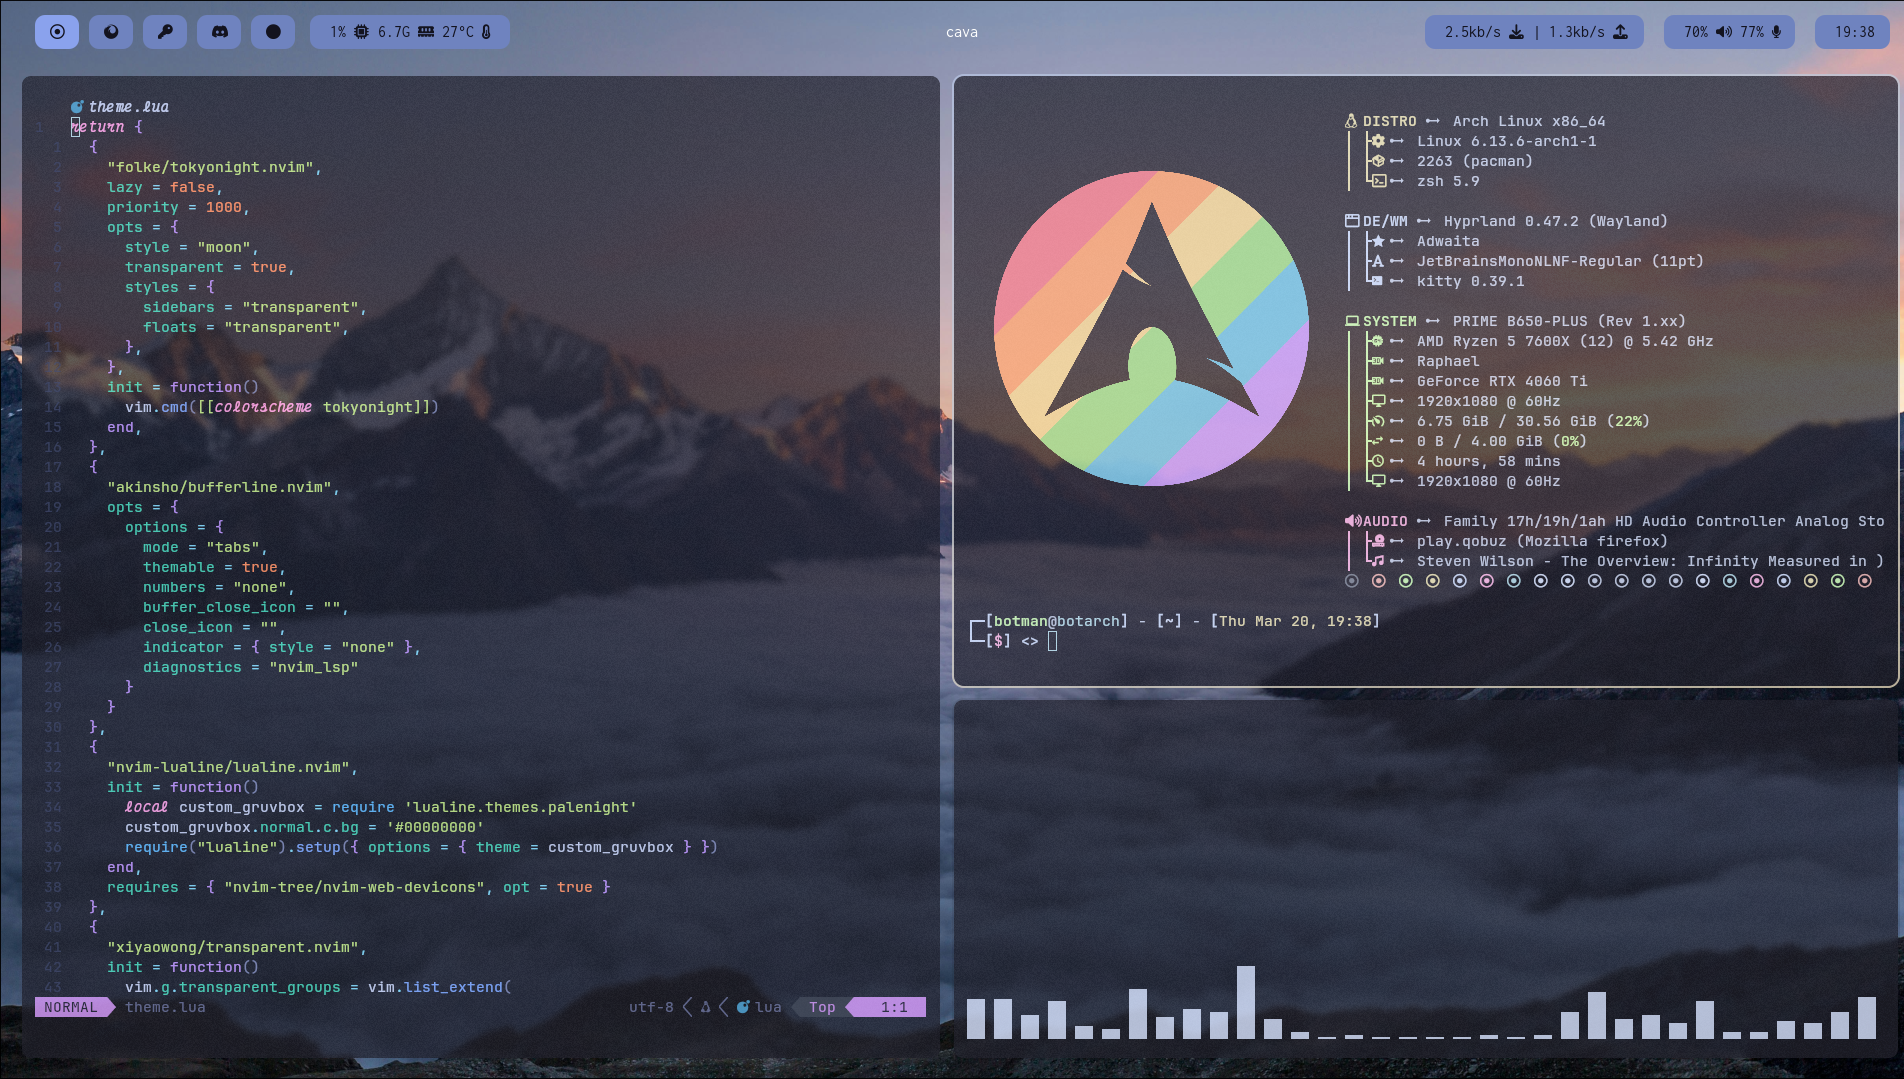 1% 6.7G 27°C
cava
2.5kb/s | 1.3kb/s
70% 77%
19:38
theme.lua
1 return {
1 {
2 "folke/tokyonight.nvim",
3 lazy = false,
4 priority = 1000,
5 opts = {
6 style = "moon",
7 transparent = true,
8 styles = {
9 sidebars = "transparent",
10 floats = "transparent",
11 },
},
13 init = function()
14 vim.cmd([[colorscheme tokyonight]])
15 end,
16 },
17 {
18 "akinsho/bufferline.nvim",
19 opts = {
20 options = {
21 mode = "tabs",
22 themable = true,
23 numbers = "none",
24 buffer_close_icon = "",
25 close_icon = "",
26 indicator = { style = "none" },
27 diagnostics = "nvim_lsp"
28 }
29 }
30 },
31 {
32 "nvim-lualine/lualine.nvim",
33 init = function()
34 local custom_gruvbox = require 'lualine.themes.palenight'
35 custom_gruvbox.normal.c.bg = '#00000000'
36 require("lualine").setup({ options = { theme = custom_gruvbox } })
37 end,
38 requires = { "nvim-tree/nvim-web-devicons", opt = true }
39 },
40 {
41 "xiyaowong/transparent.nvim",
42 init = function()
43 vim.g.transparent_groups = vim.list_extend(
NORMAL theme.lua utf-8 lua Top 1:1
DISTRO Arch Linux x86_64
Linux 6.13.6-arch1-1
2263 (pacman)
zsh 5.9
DE/WM Hyprland 0.47.2 (Wayland)
Adwaita
JetBrainsMonoNLNF-Regular (11pt)
kitty 0.39.1
SYSTEM PRIME B650-PLUS (Rev 1.xx)
AMD Ryzen 5 7600X (12) @ 5.42 GHz
Raphael
GeForce RTX 4060 Ti
1920x1080 @ 60Hz
6.75 GiB / 30.56 GiB (22%)
0 B / 4.00 GiB (0%)
4 hours, 58 mins
1920x1080 @ 60Hz
AUDIO Family 17h/19h/1ah HD Audio Controller Analog Sto
play.qobuz (Mozilla firefox)
Steven Wilson - The Overview: Infinity Measured in )
[botman@botarch] - [~] - [Thu Mar 20, 19:38]
[$] <>